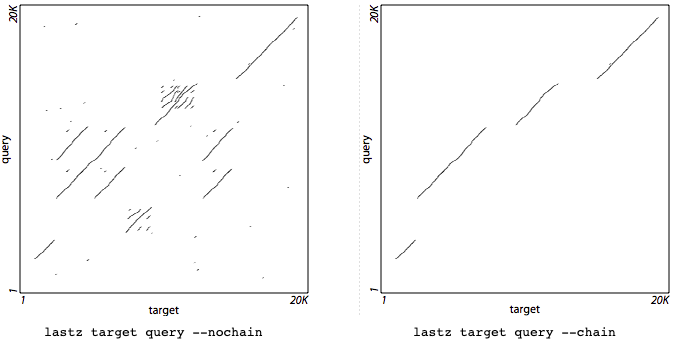 20K
query
1
1
target
20K
lastz target query --nochain
20K
query
1
1
target
20K
lastz target query --chain